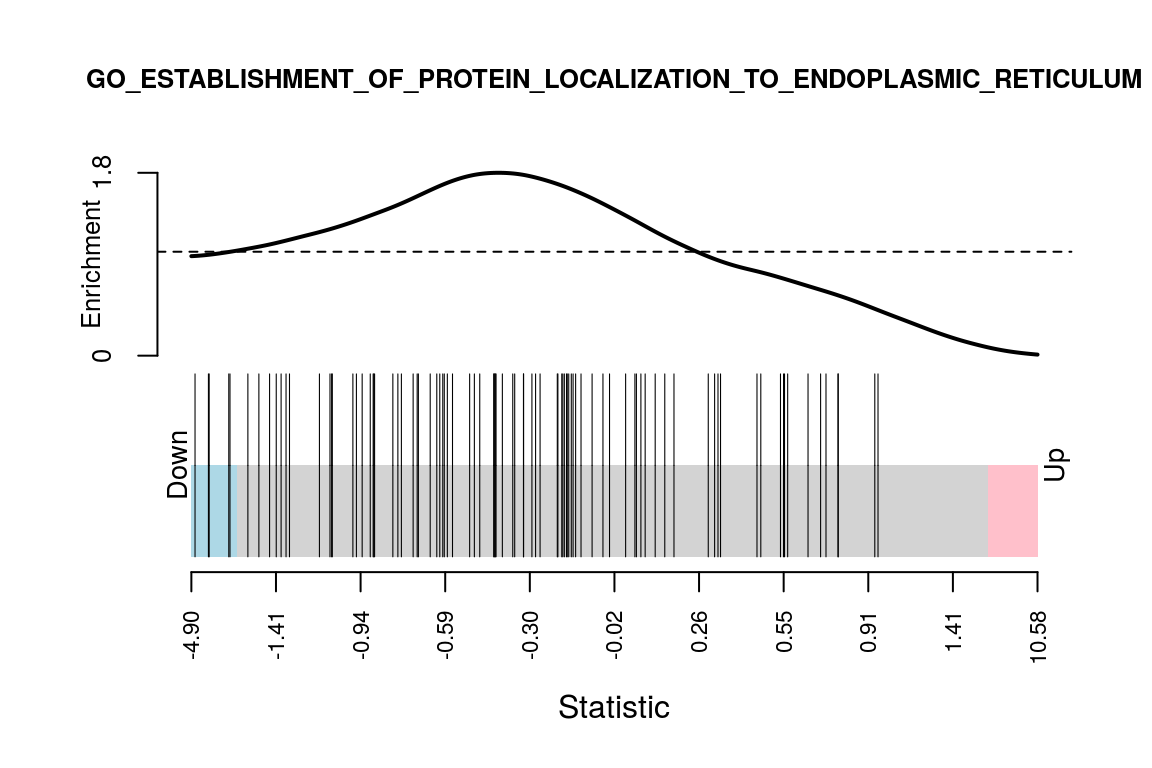 GO_ESTABLISHMENT_OF_PROTEIN_LOCALIZATION_TO_ENDOPLASMIC_RETICULUM
Enrichment
1.8
0
Down
Up
-4.90
-1.41
-0.94
-0.59
-0.30
-0.02
0.26
0.55
0.91
1.41
10.58
Statistic